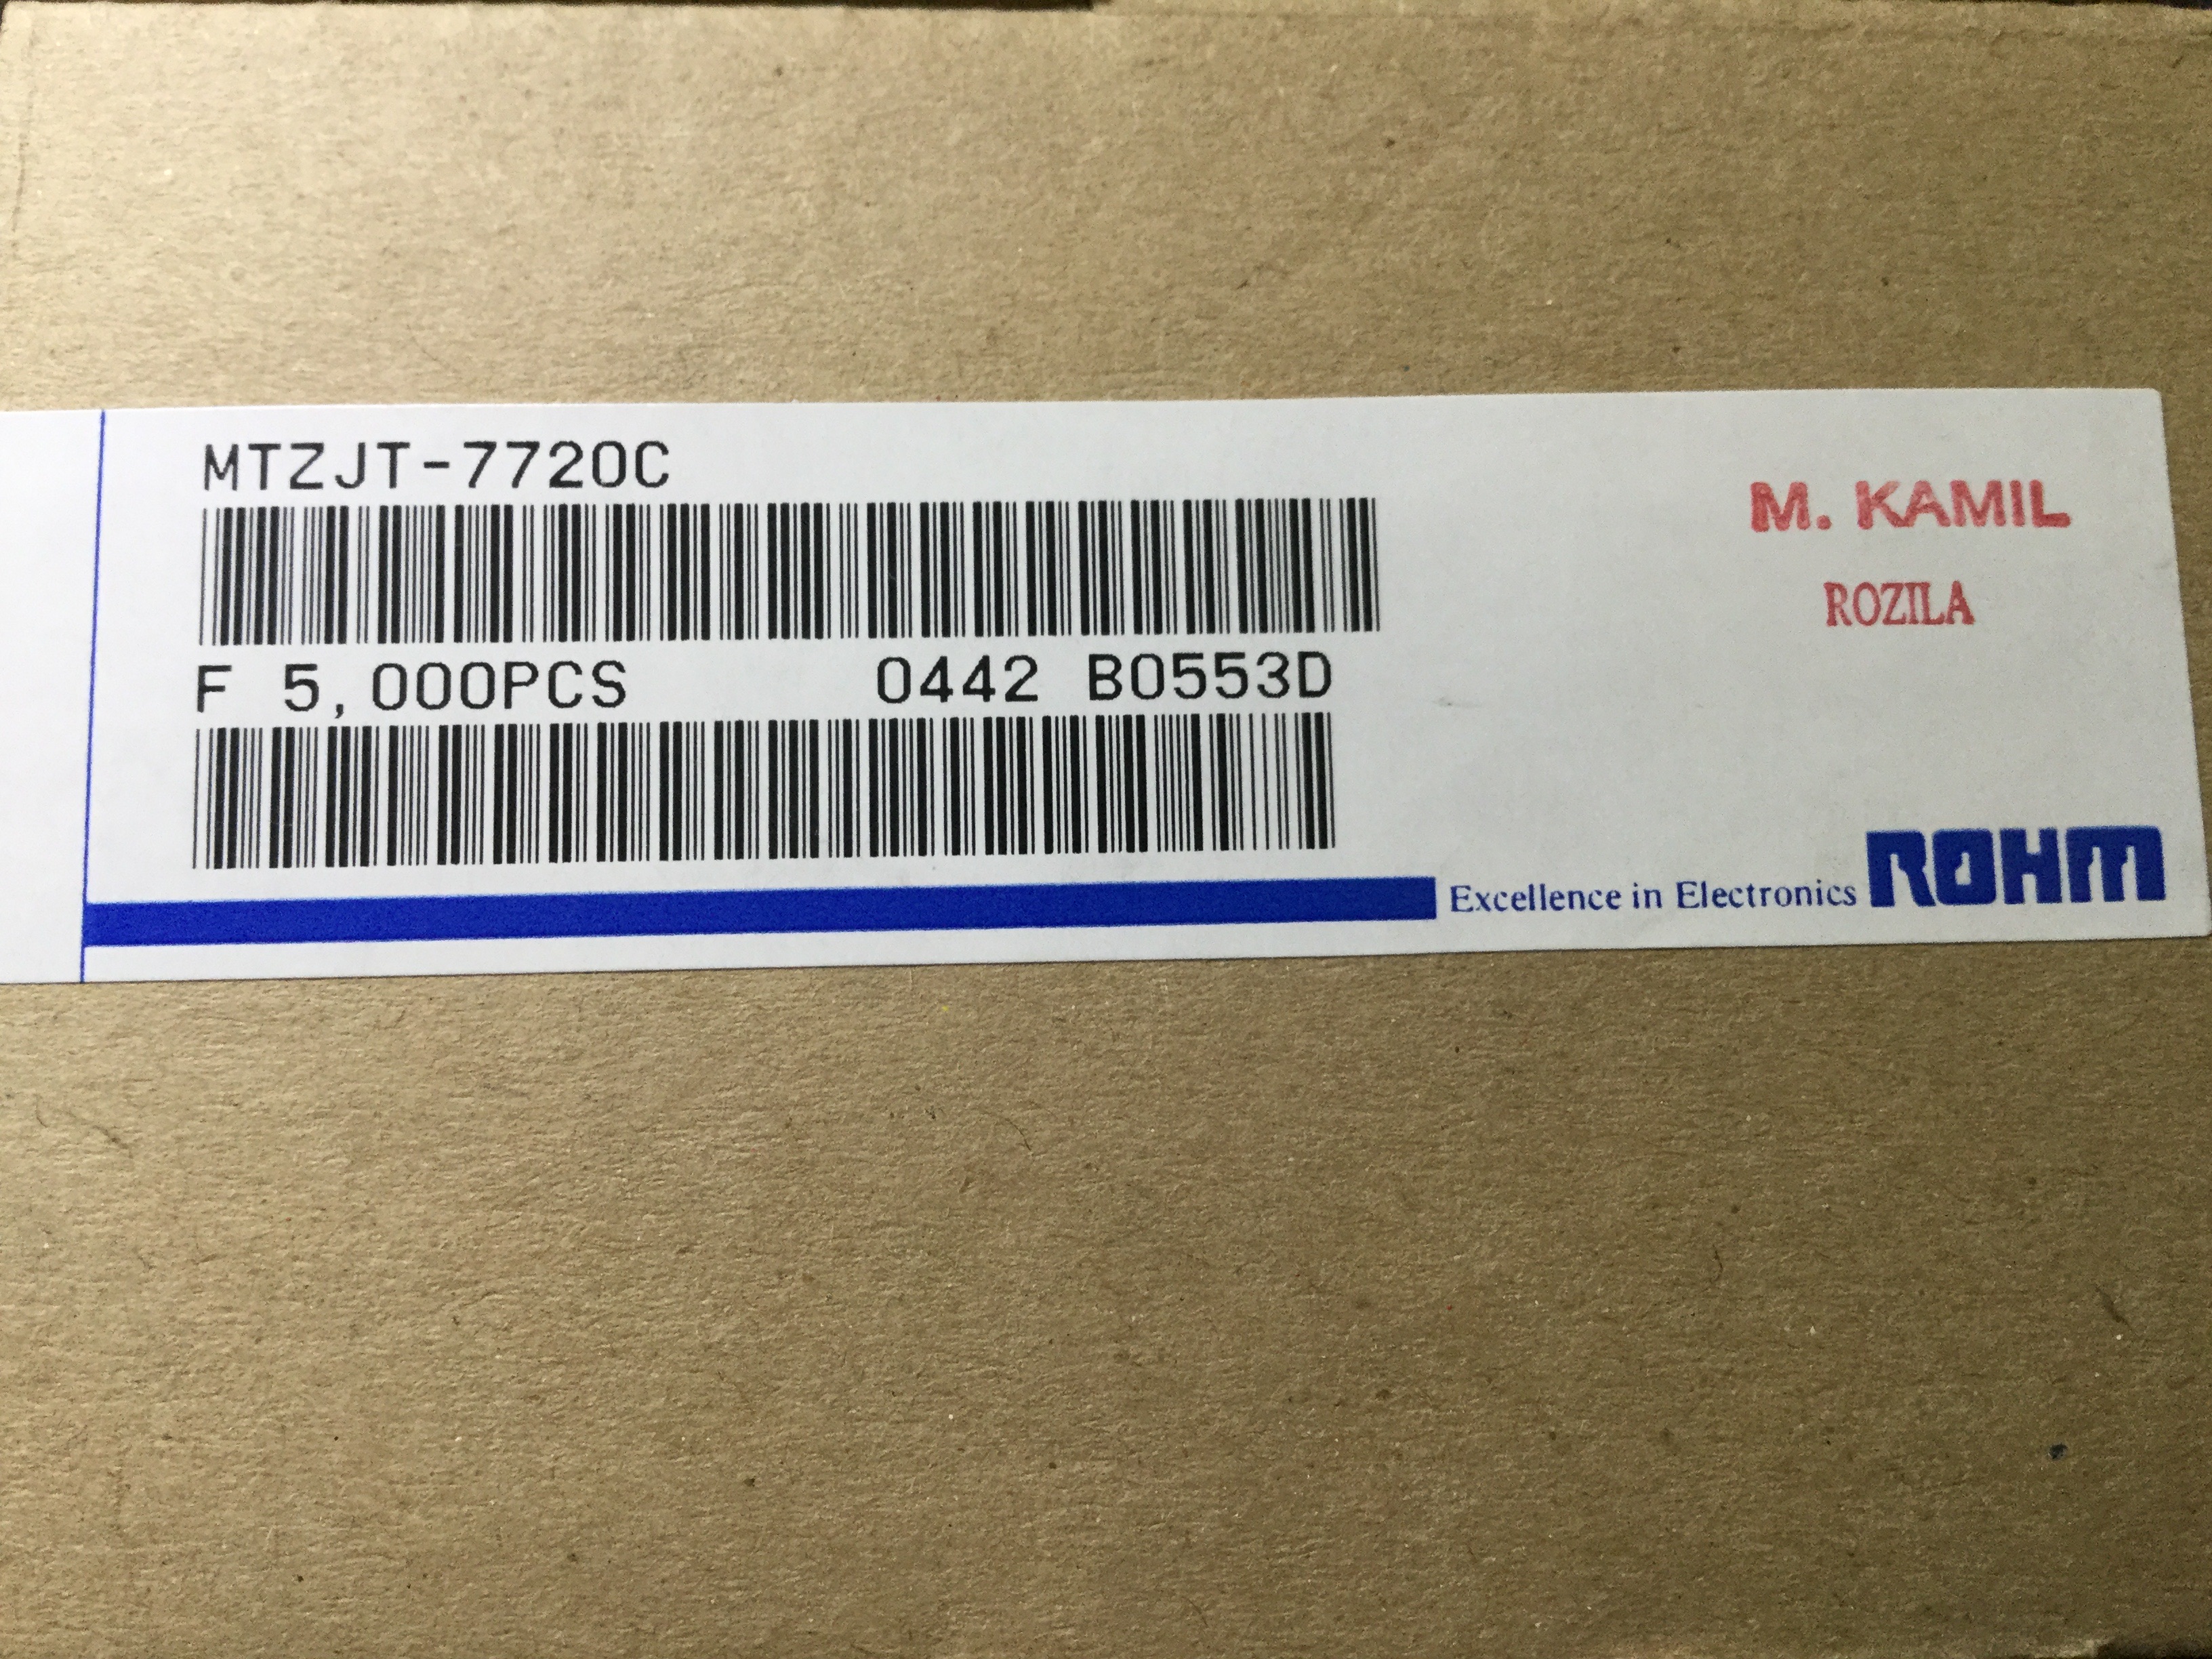 MTZJT-7720C
M. KAMIL
ROZILA
F 5,000PCS 0442 B0553D
Excellence in Electronics ROHM